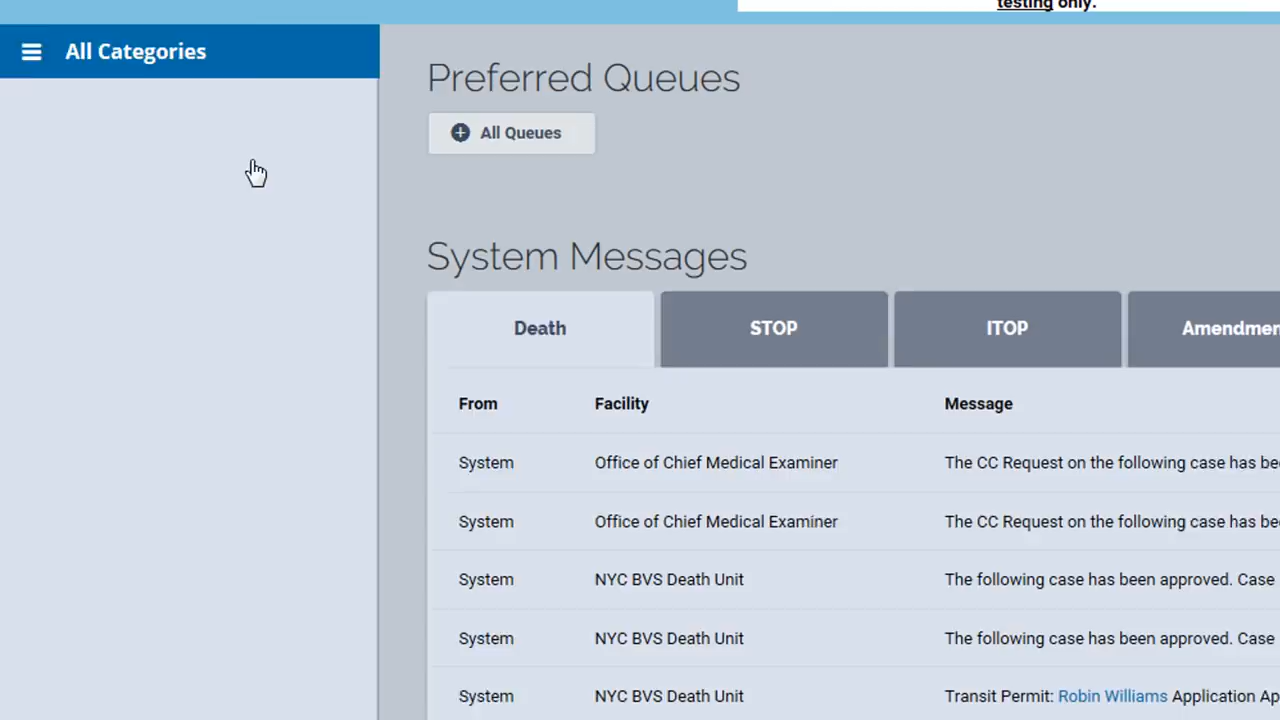 testing only.
All Categories
Preferred Queues
All Queues
System Messages
Death STOP ITOP Amendmen
From Facility Message
System Office of Chief Medical Examiner The CC Request on the following case has bee
System Office of Chief Medical Examiner The CC Request on the following case has bee
System NYC BVS Death Unit The following case has been approved. Case
System NYC BVS Death Unit The following case has been approved. Case
System NYC BVS Death Unit Transit Permit: Robin Williams Application Ap